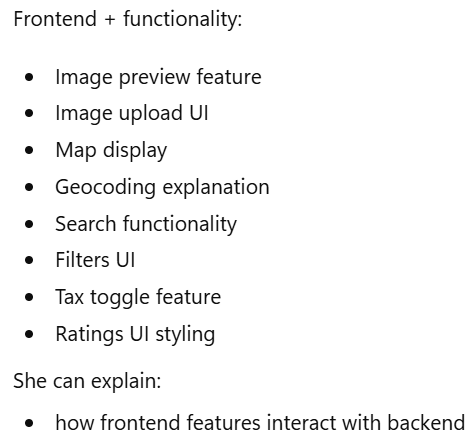 Frontend + functionality:
• Image preview feature
• Image upload UI
• Map display
• Geocoding explanation
• Search functionality
• Filters UI
• Tax toggle feature
• Ratings UI styling
She can explain:
• how frontend features interact with backend